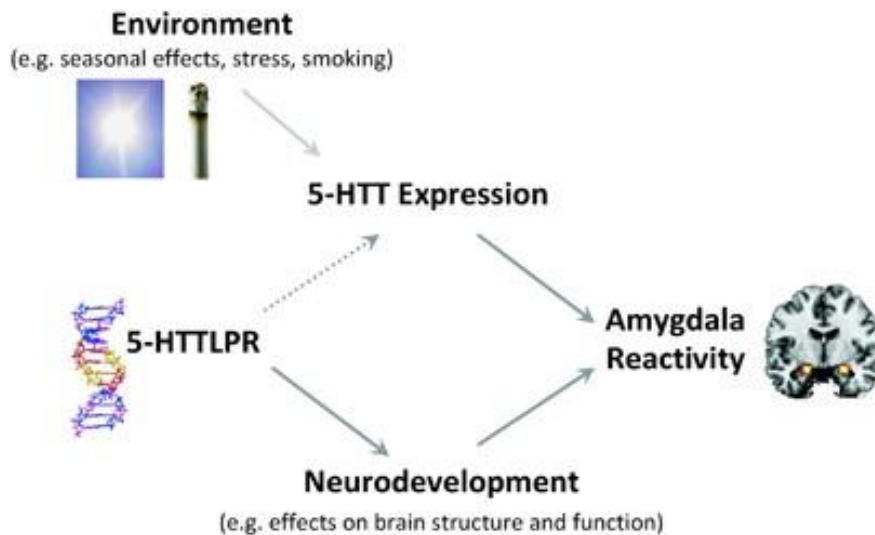 Environment
(e.g. seasonal effects, stress, smoking)
5-HTT Expression
5-HTTLPR
Amygdala
Reactivity
Neurodevelopment
(e.g. effects on brain structure and function)